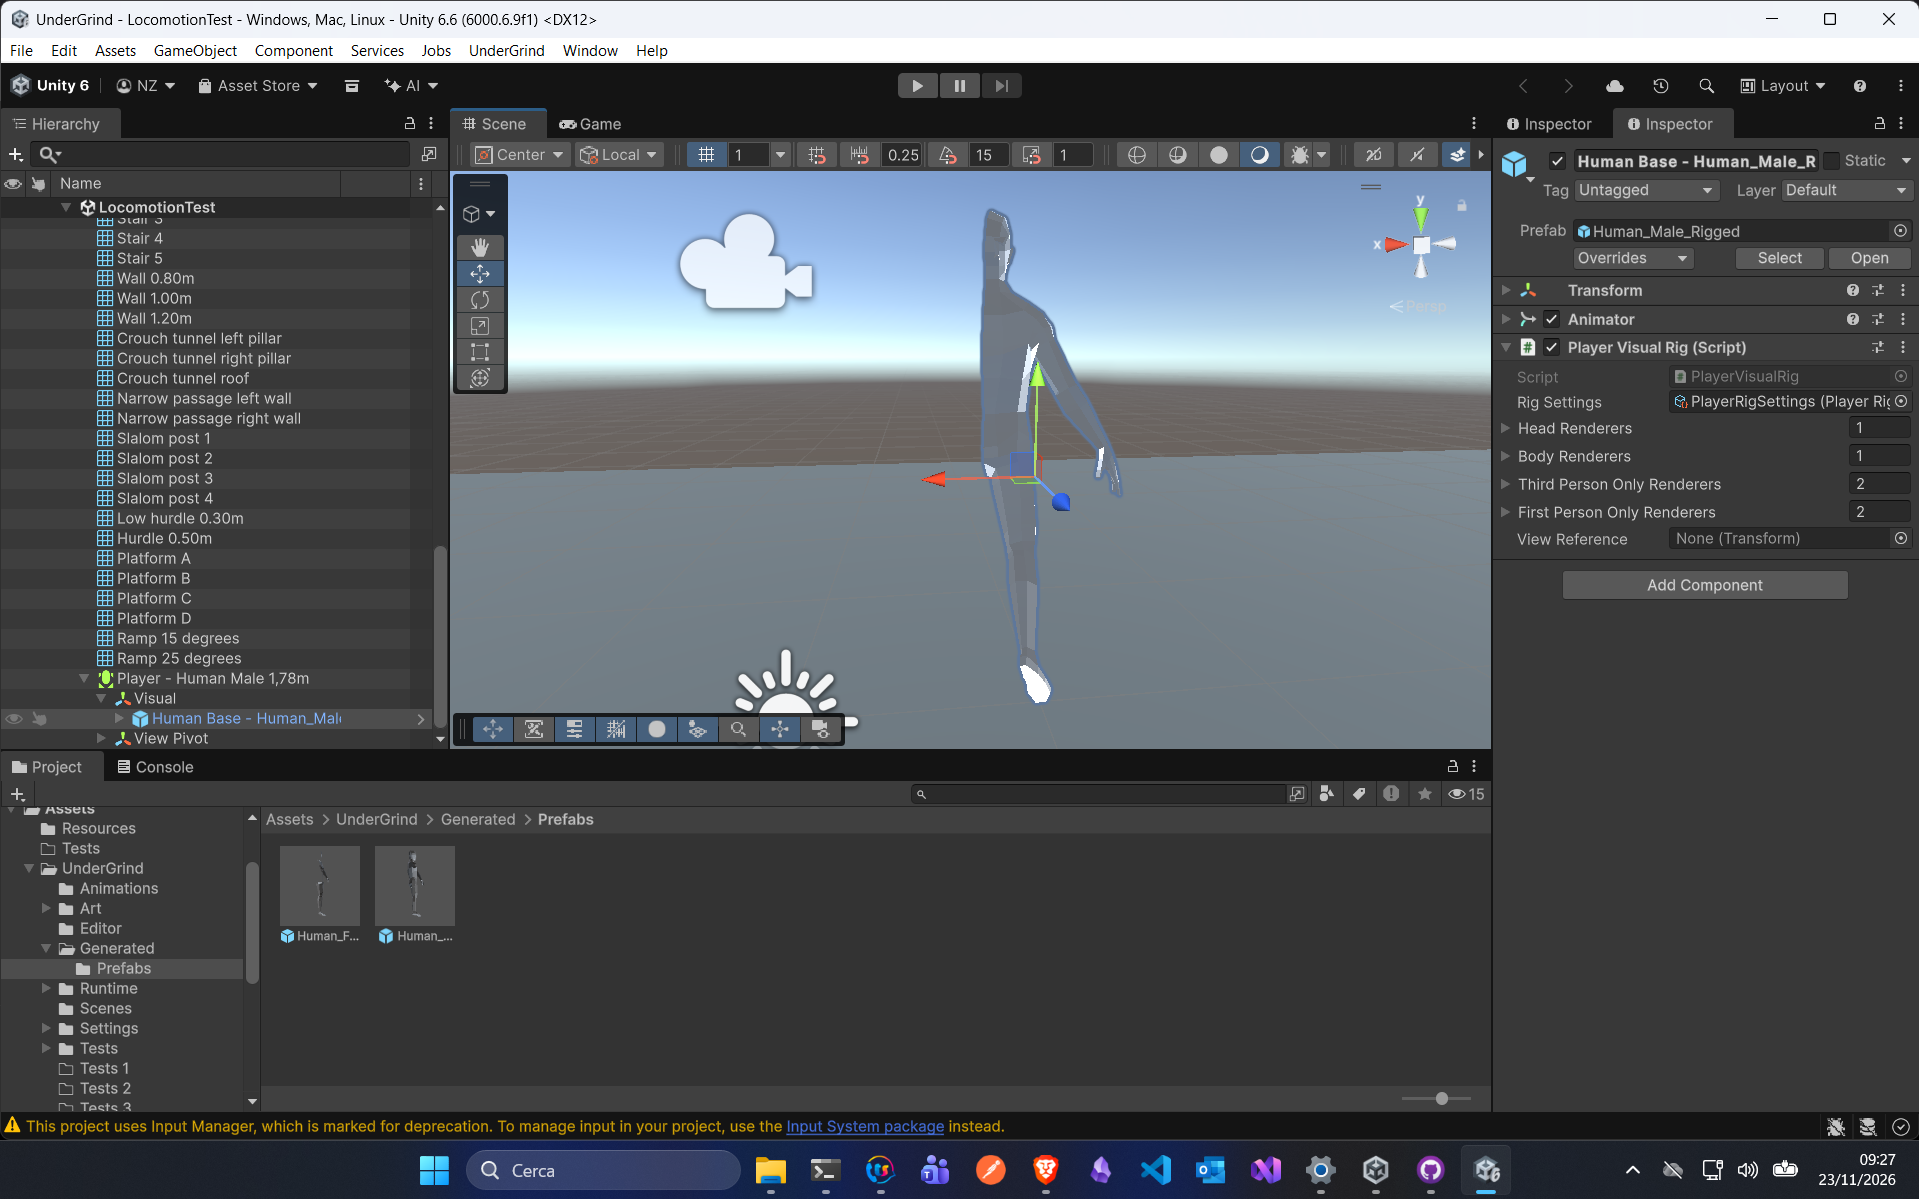 UnderGrind - LocomotionTest - Windows, Mac, Linux - Unity 6.6 (6000.6.9f1) <DX12>
File Edit Assets GameObject Component Services Jobs UnderGrind Window Help
Unity 6 NZ Asset Store AI Layout
Hierarchy
Name
LocomotionTest
Stair 3
Stair 4
Stair 5
Wall 0.80m
Wall 1.00m
Wall 1.20m
Crouch tunnel left pillar
Crouch tunnel right pillar
Crouch tunnel roof
Narrow passage left wall
Narrow passage right wall
Slalom post 1
Slalom post 2
Slalom post 3
Slalom post 4
Low hurdle 0.30m
Hurdle 0.50m
Platform A
Platform B
Platform C
Platform D
Ramp 15 degrees
Ramp 25 degrees
Player - Human Male 1,78m
Visual
Human Base - Human_Mal
View Pivot
Scene Game
Center Local 1 0.25 15 1 2D
y
x
Persp
Inspector Inspector
Human Base - Human_Male_R Static
Tag Untagged Layer Default
Prefab Human_Male_Rigged
Overrides Select Open
Transform
Animator
Player Visual Rig (Script)
Script PlayerVisualRig
Rig Settings PlayerRigSettings (Player Rig
Head Renderers 1
Body Renderers 1
Third Person Only Renderers 2
First Person Only Renderers 2
View Reference None (Transform)
Add Component
Project Console
15
Assets
Resources
Tests
UnderGrind
Animations
Art
Editor
Generated
Prefabs
Runtime
Scenes
Settings
Tests
Tests 1
Tests 2
Tests 3
Assets > UnderGrind > Generated > Prefabs
Human_F... Human_...
This project uses Input Manager, which is marked for deprecation. To manage input in your project, use the Input System package instead.
Cerca
09:27
23/11/2026